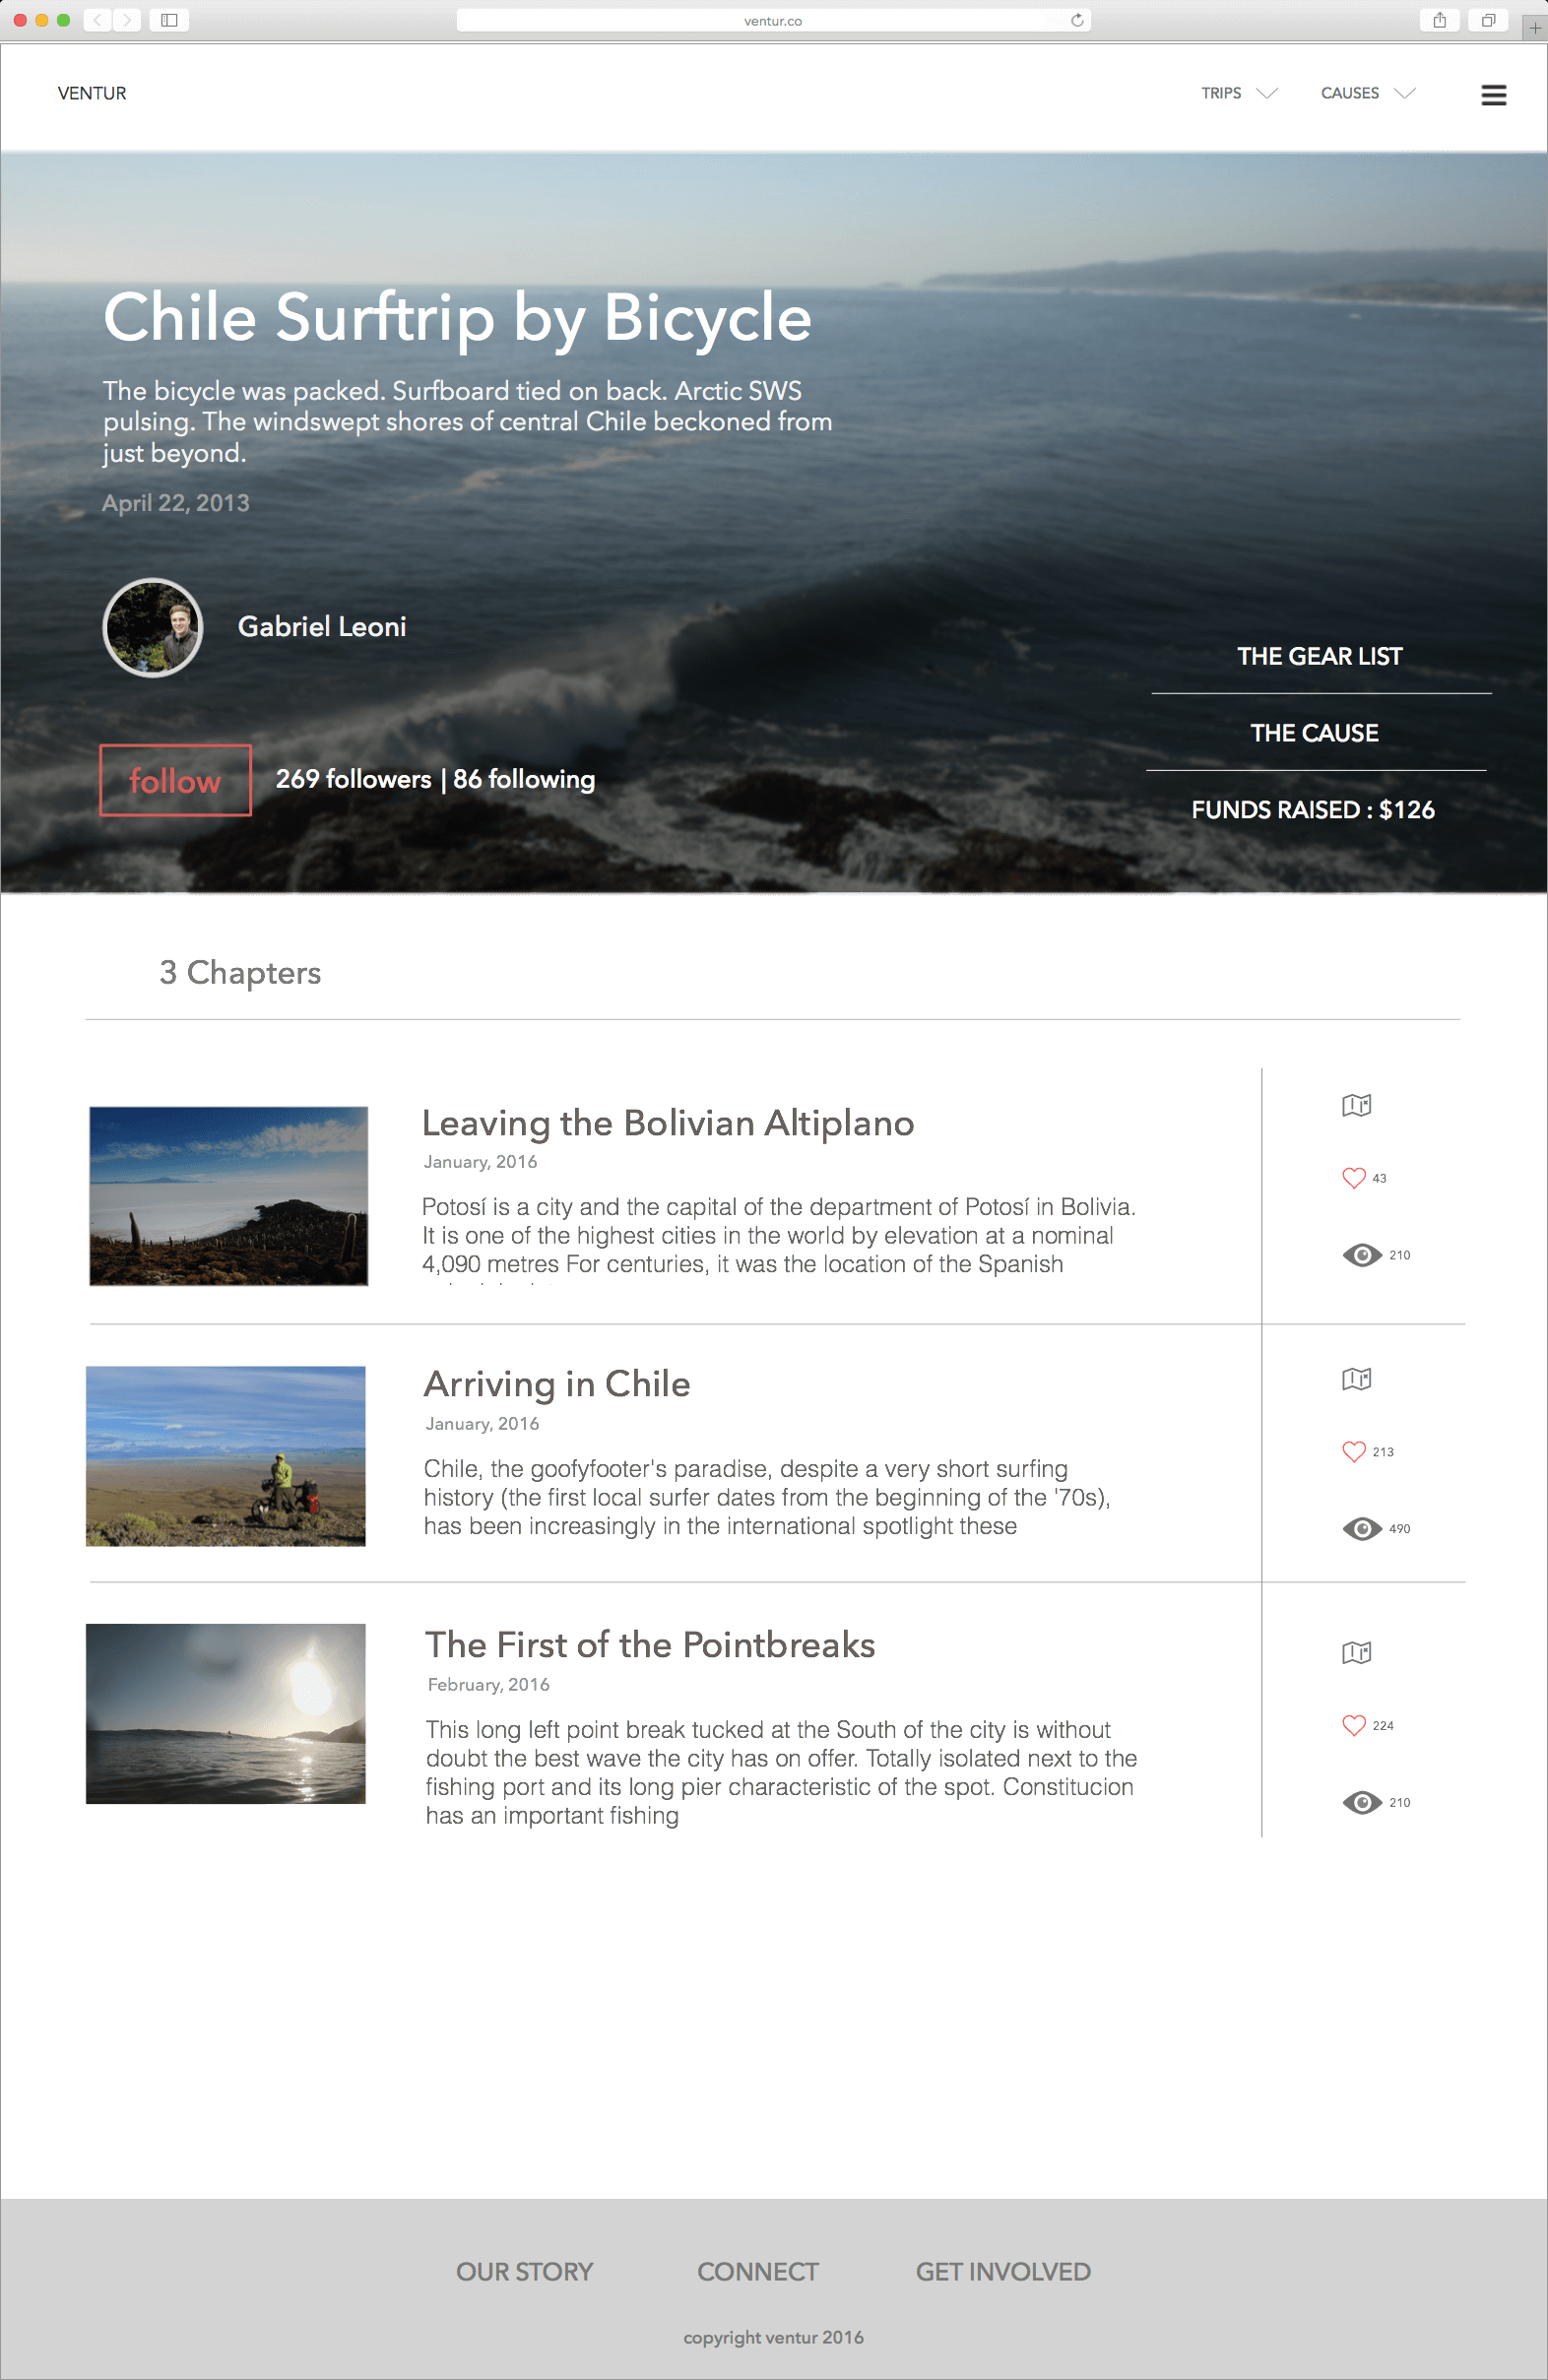 ventur.co
VENTUR
TRIPS
CAUSES
Chile Surftrip by Bicycle
The bicycle was packed. Surfboard tied on back. Arctic SWS
pulsing. The windswept shores of central Chile beckoned from
just beyond.
April 22, 2013
Gabriel Leoni
follow
269 followers | 86 following
THE GEAR LIST
THE CAUSE
FUNDS RAISED : $126
3 Chapters
Leaving the Bolivian Altiplano
January, 2016
Potosí is a city and the capital of the department of Potosí in Bolivia.
It is one of the highest cities in the world by elevation at a nominal
4,090 metres For centuries, it was the location of the Spanish
43
210
Arriving in Chile
January, 2016
Chile, the goofyfooter's paradise, despite a very short surfing
history (the first local surfer dates from the beginning of the '70s),
has been increasingly in the international spotlight these
213
490
The First of the Pointbreaks
February, 2016
This long left point break tucked at the South of the city is without
doubt the best wave the city has on offer. Totally isolated next to the
fishing port and its long pier characteristic of the spot. Constitucion
has an important fishing
224
210
OUR STORY
CONNECT
GET INVOLVED
copyright ventur 2016